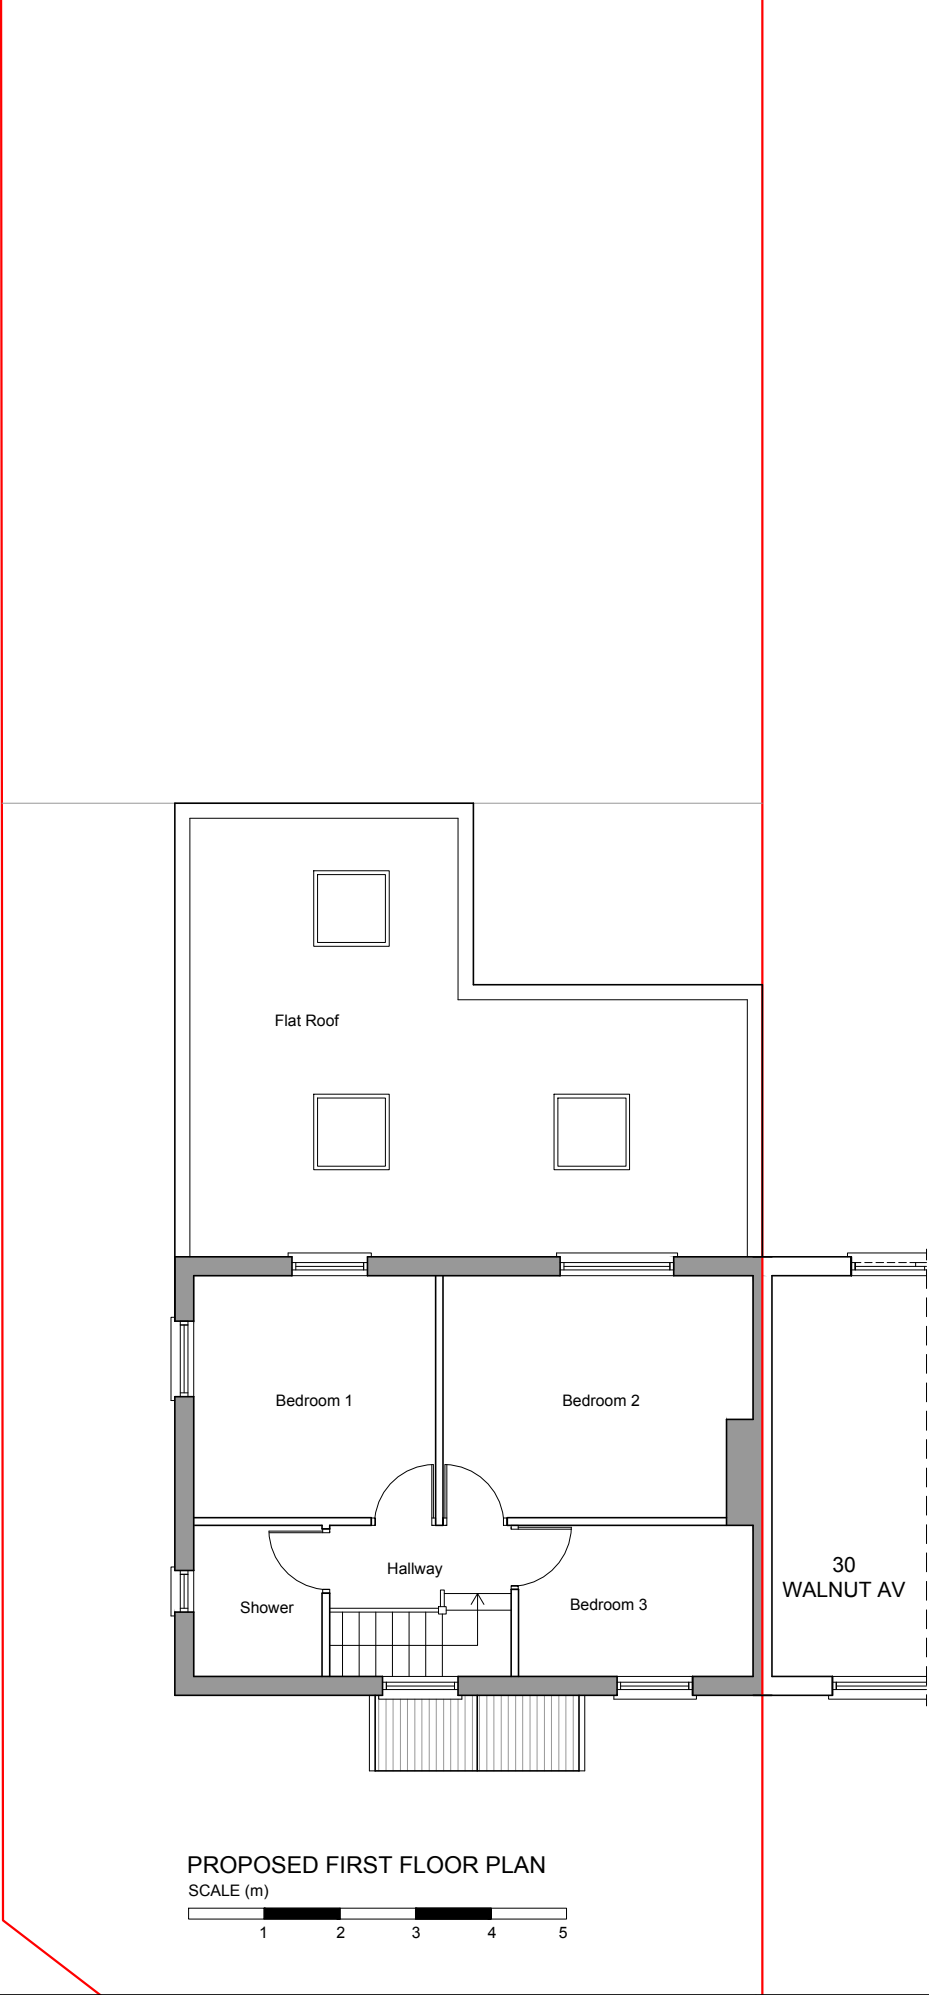 Flat Roof
Bedroom 1
Bedroom 2
30
WALNUT AV
Hallway
Shower
Bedroom 3
PROPOSED FIRST FLOOR PLAN
SCALE (m)
1 2 3 4 5